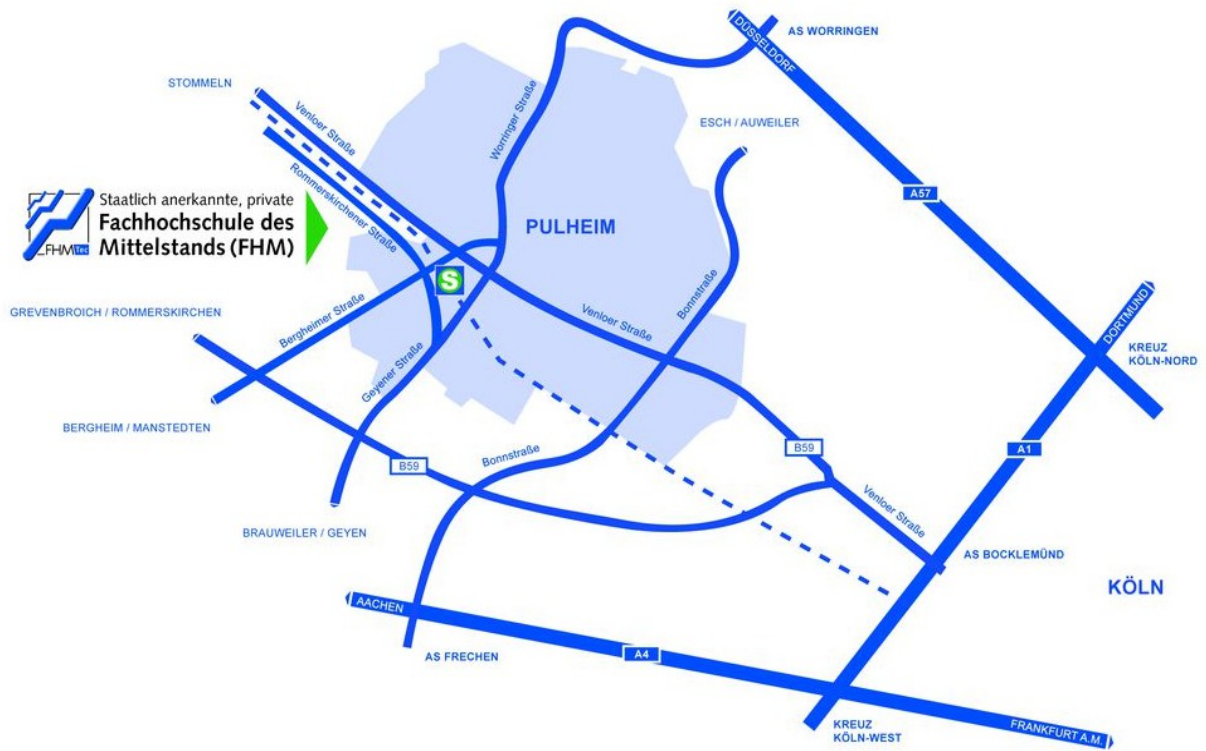 DÜSSELDORF
AS WORRINGEN
STOMMELN
Venloer Straße
Worringer Straße
ESCH / AUWEILER
Rommerskirchener Straße
A57
Staatlich anerkannte, private
Fachhochschule des
Mittelstands (FHM)
FHM Tec
PULHEIM
S
Bonnstraße
DORTMUND
GREVENBROICH / ROMMERSKIRCHEN
Bergheimer Straße
Venloer Straße
KREUZ
KÖLN-NORD
Geyener Straße
BERGHEIM / MANSTEDTEN
B59
Bonnstraße
B59
A1
Venloer Straße
BRAUWEILER / GEYEN
AS BOCKLEMÜND
KÖLN
AACHEN
AS FRECHEN
A4
KREUZ
KÖLN-WEST
FRANKFURT A.M.